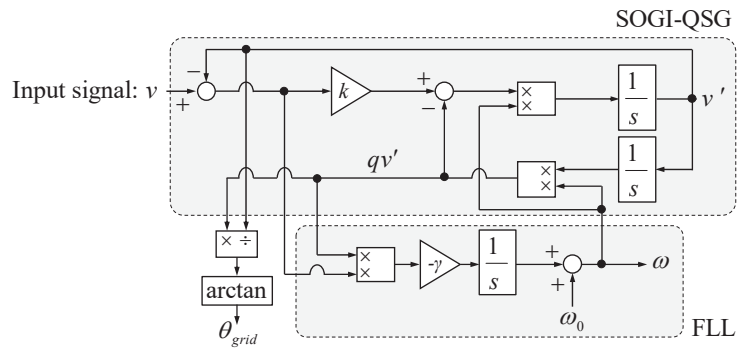 SOGI-QSG
Input signal: v
−
+
k
+
−
×
×
1
s
v '
1
s
×
×
qv'
× ÷
arctan
θgrid
×
×
-γ
1
s
+
+
ω0
ω
FLL